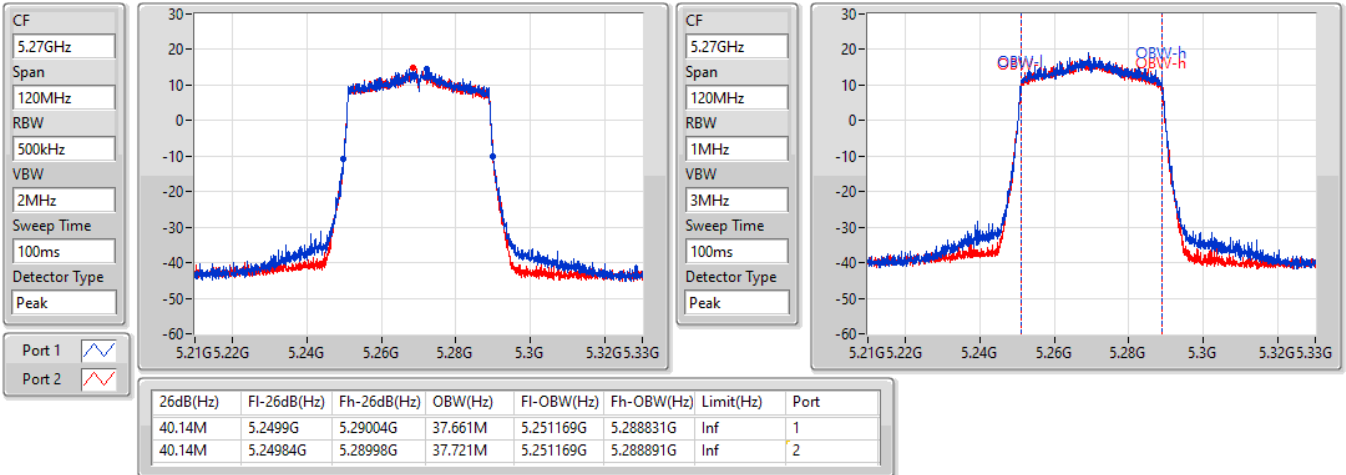 CF
5.27GHz
Span
120MHz
RBW
500kHz
VBW
2MHz
Sweep Time
100ms
Detector Type
Peak
Port 1
Port 2
30
20
10
0
-10
-20
-30
-40
-50
-60
5.21G 5.22G 5.24G 5.26G 5.28G 5.3G 5.32G 5.33G
CF
5.27GHz
Span
120MHz
RBW
1MHz
VBW
3MHz
Sweep Time
100ms
Detector Type
Peak
30
20
10
0
-10
-20
-30
-40
-50
-60
OBW-l
OBW-l
OBW-h
OBW-h
5.21G 5.22G 5.24G 5.26G 5.28G 5.3G 5.32G 5.33G
26dB(Hz) Fl-26dB(Hz) Fh-26dB(Hz) OBW(Hz) Fl-OBW(Hz) Fh-OBW(Hz) Limit(Hz) Port
40.14M 5.2499G 5.29004G 37.661M 5.251169G 5.288831G Inf 1
40.14M 5.24984G 5.28998G 37.721M 5.251169G 5.288891G Inf 2